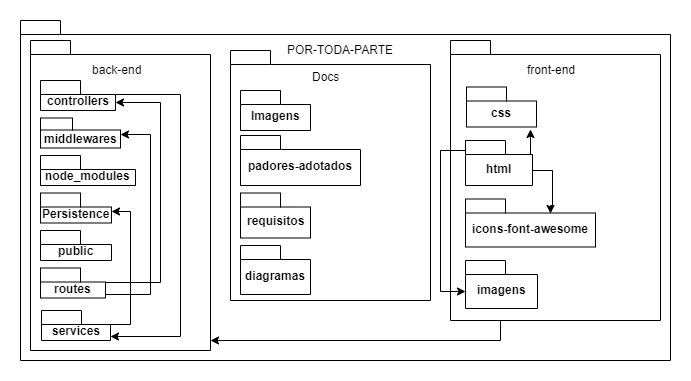 POR-TODA-PARTE
back-end
controllers
middlewares
node_modules
Persistence
public
routes
services
Docs
Imagens
padores-adotados
requisitos
diagramas
front-end
css
html
icons-font-awesome
imagens